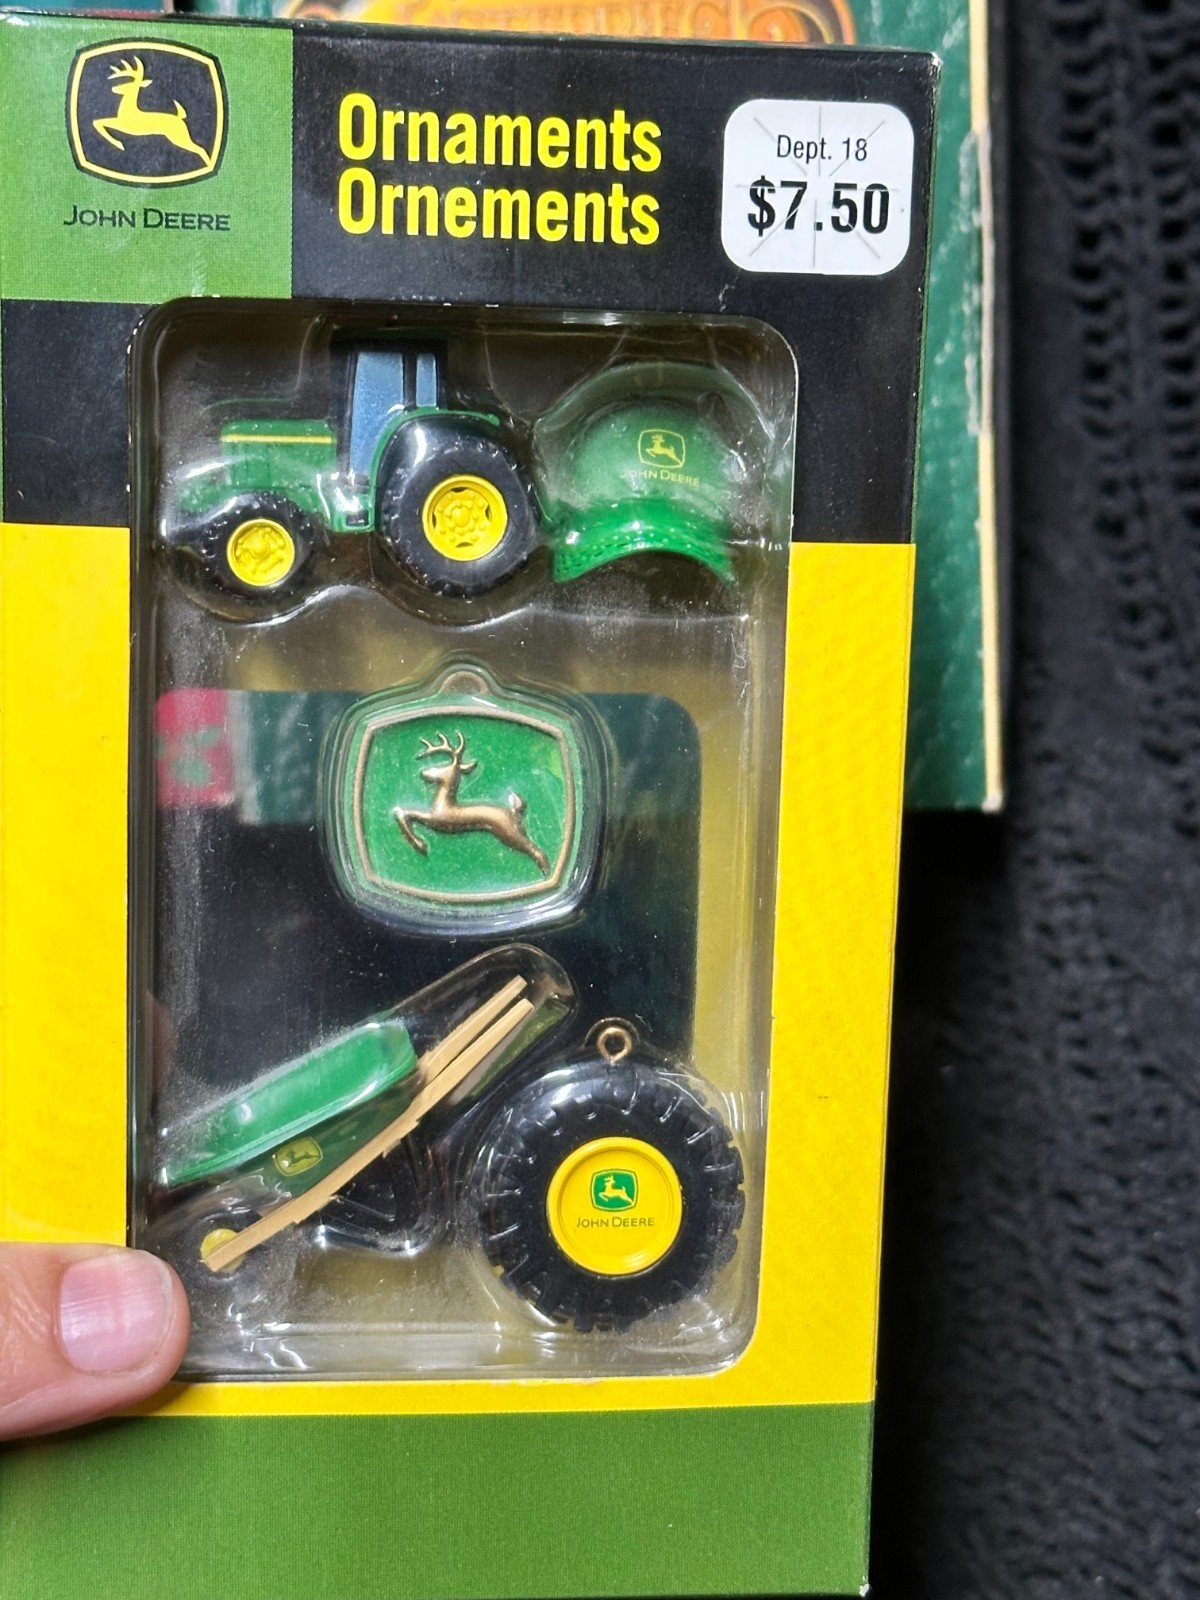 JOHN DEERE
Ornaments
Ornements
Dept. 18
$7.50
JOHN DEERE
JOHN DEERE